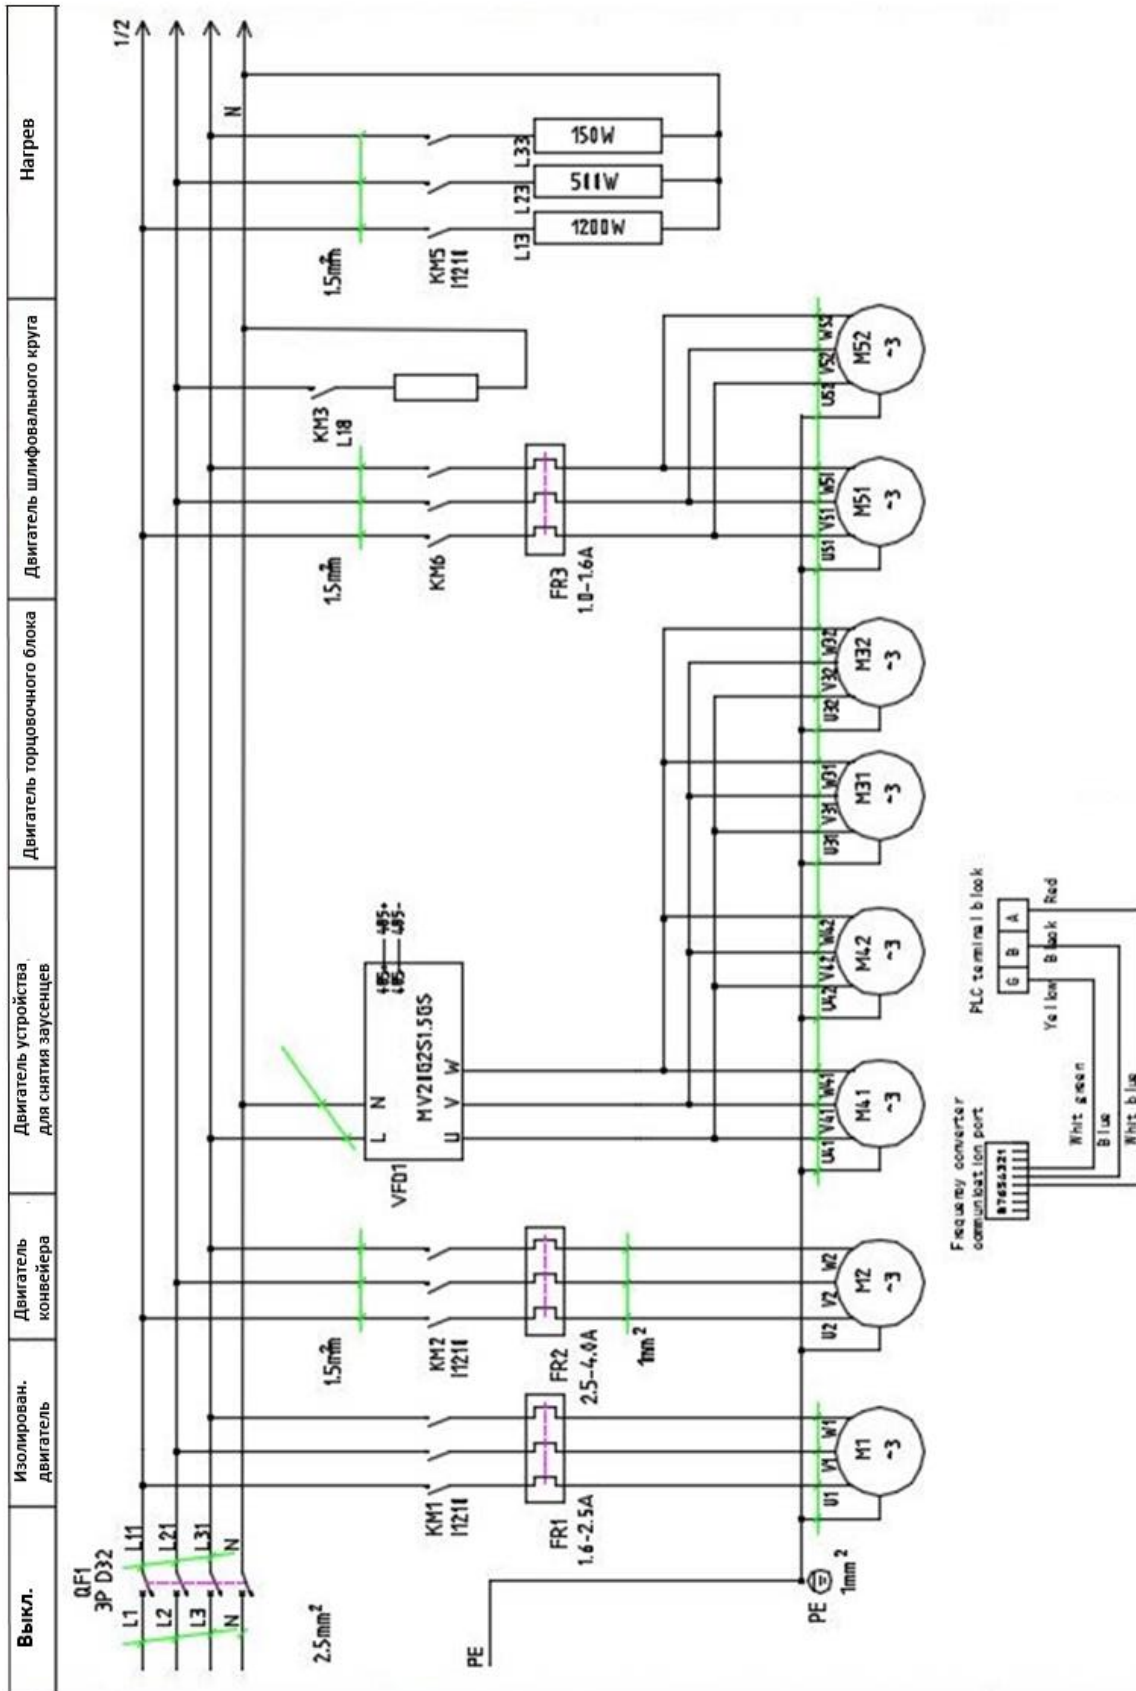 Выкл.
Изолирован.
двигатель
Двигатель
конвейера
Двигатель устройства
для снятия заусенцев
Двигатель торцовочного блока
Двигатель шлифовального круга
Нагрев
QF1
3P D32
L1
L2
L3
N
L11
L21
L31
N
2.5mm²
1.5mm²
1.5mm²
1.5mm²
N
1/2
KM1
KM2
KM6
KM3
L18
KM5
L13
L23
L33
1200W
150W
FR1
1.6-2.5A
FR2
2.5-4.0A
1mm²
FR3
1.0-1.6A
VFD1
L
N
U
V
W
485+
485-
PE
PE
1mm²
U1
V1
W1
M1
~3
U2
V2
W2
M2
~3
U41
V41
W41
M41
~3
U42
V42
W42
M42
~3
U31
V31
W31
M31
~3
U32
V32
W32
M32
~3
U51
V51
W51
M51
~3
U52
V52
W52
M52
~3
Frequency converter
communication port
87654321
PLC terminal block
G
B
A
Yellow
Black
Red
Whit green
Blue
Whit blue